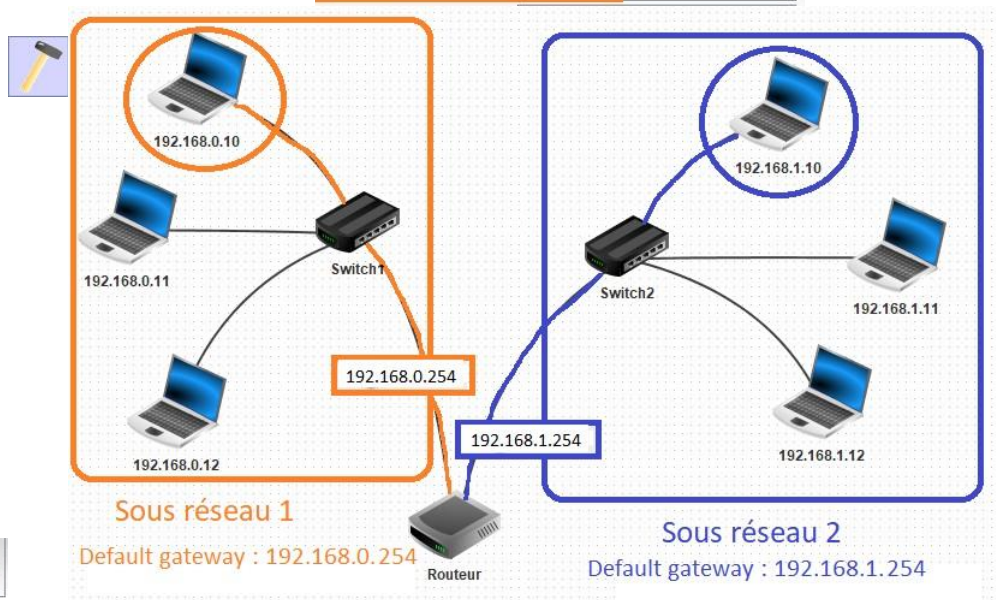 192.168.0.10
192.168.0.11
192.168.0.12
Switch1
192.168.0.254
Sous réseau 1
Default gateway : 192.168.0.254
Routeur
192.168.1.10
Switch2
192.168.1.11
192.168.1.12
192.168.1.254
Sous réseau 2
Default gateway : 192.168.1.254